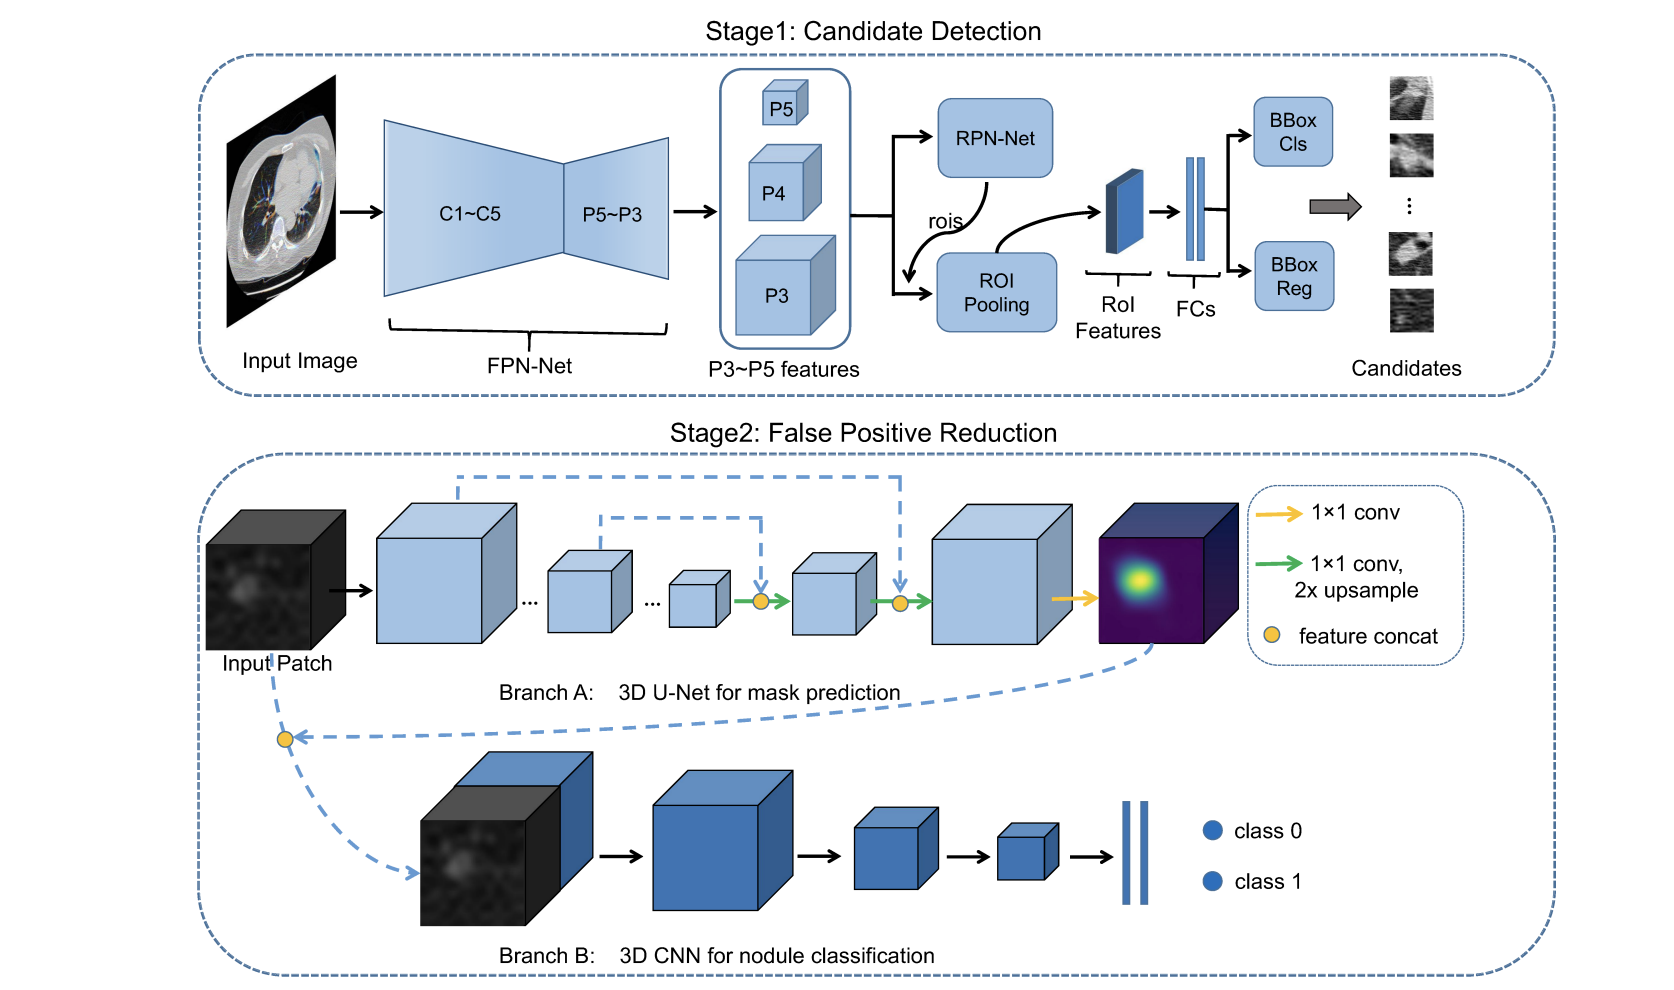 Stage1: Candidate Detection
P5
P4
P3
C1~C5
P5~P3
RPN-Net
rois
ROI
Pooling
RoI
Features
FCs
BBox
Cls
BBox
Reg
Input Image
FPN-Net
P3~P5 features
Candidates
Stage2: False Positive Reduction
Input Patch
1×1 conv
1×1 conv,
2x upsample
feature concat
Branch A: 3D U-Net for mask prediction
class 0
class 1
Branch B: 3D CNN for nodule classification